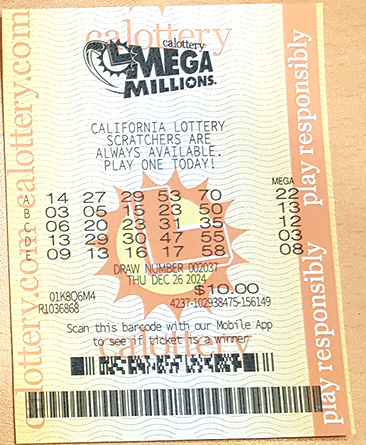 calottery
calottery
MEGA
MILLIONS.
CALIFORNIA LOTTERY
SCRATCHERS ARE
ALWAYS AVAILABLE.
PLAY ONE TODAY!
MEGA
A 14 27 29 53 70 22
B 03 05 15 23 50 13
C 06 20 23 31 35 12
D 13 29 30 47 55 03
E 09 13 16 17 58 08
DRAW NUMBER 002037
THU DEC 26 2024
$10.00
01K8Q6M4 4237-102938475-156149
R1036868
Scan this barcode with our Mobile App
to see if ticket is a winner
calottery
calottery.com calottery.com
play responsibly play responsibly